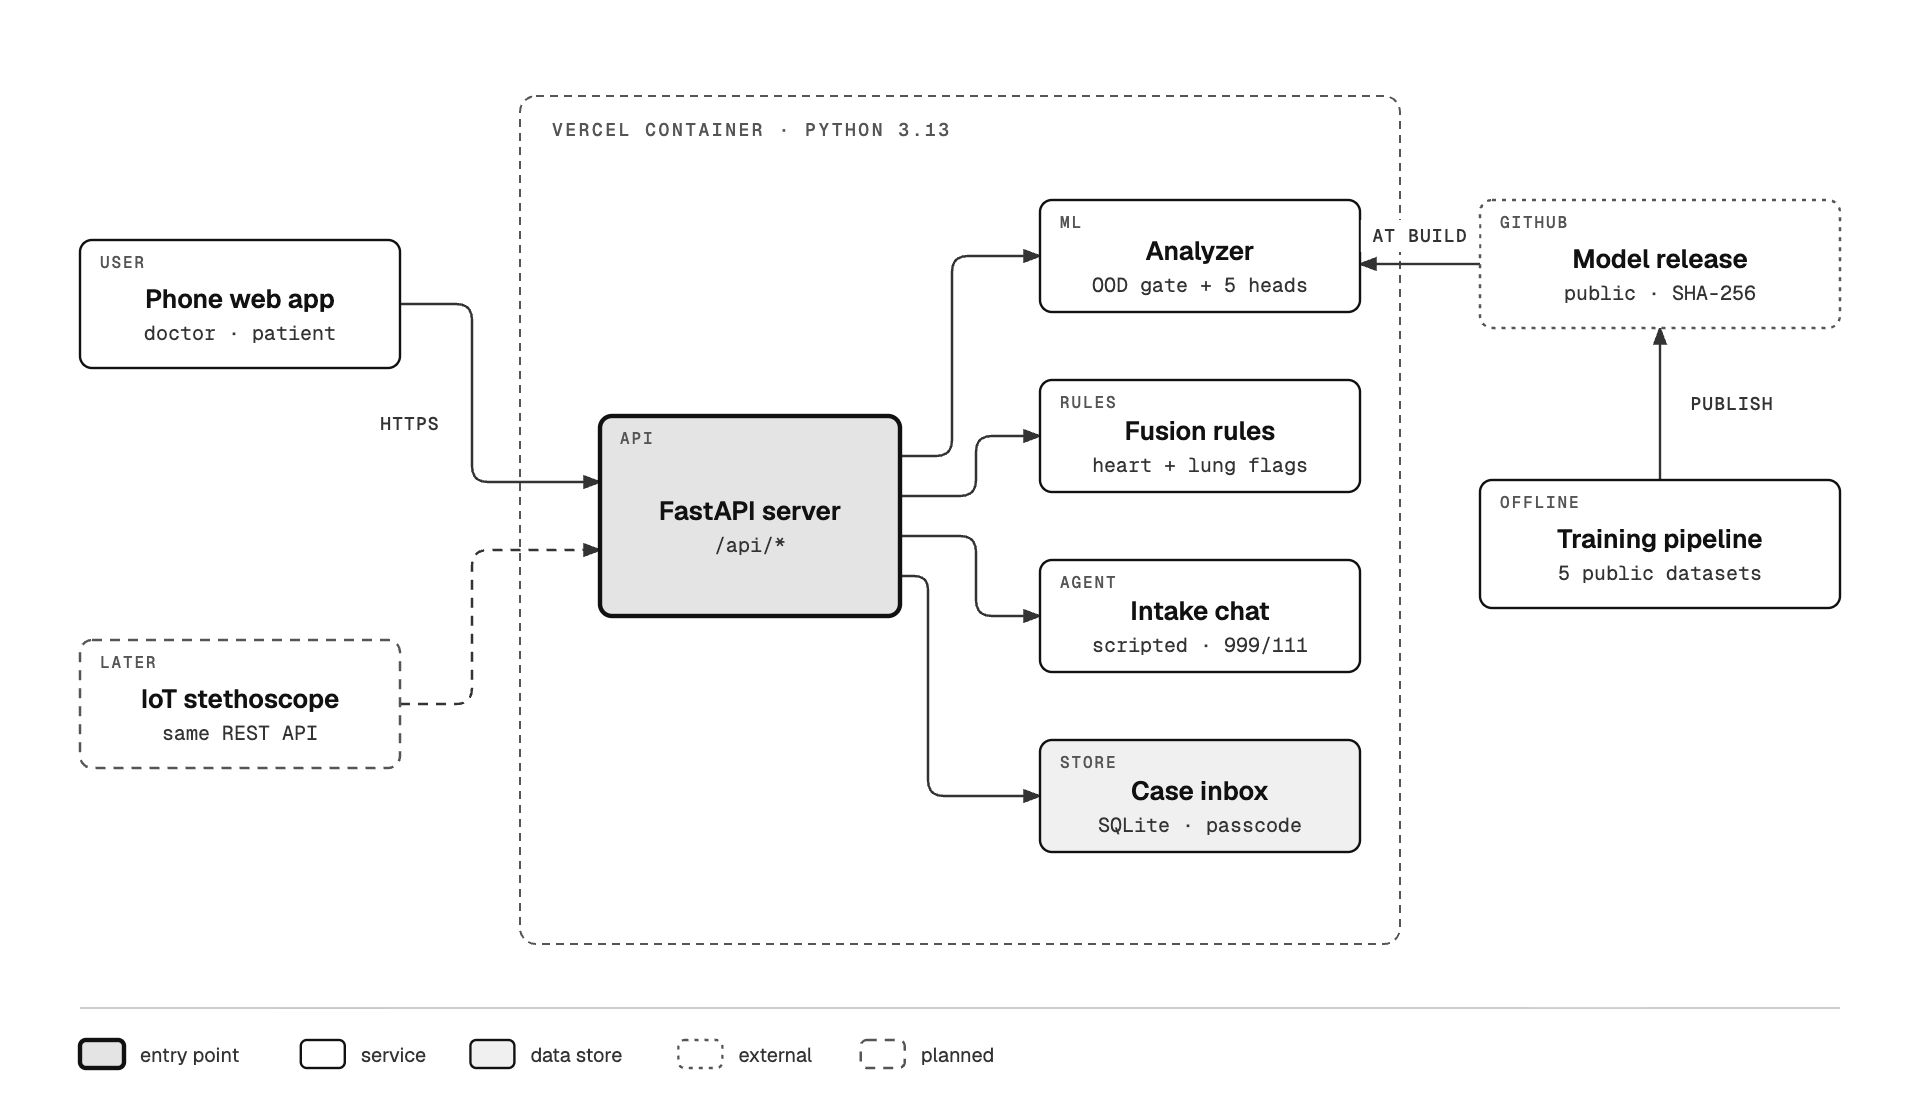 VERCEL CONTAINER · PYTHON 3.13
USER
Phone web app
doctor · patient
HTTPS
LATER
IoT stethoscope
same REST API
API
FastAPI server
/api/*
ML
Analyzer
OOD gate + 5 heads
RULES
Fusion rules
heart + lung flags
AGENT
Intake chat
scripted · 999/111
STORE
Case inbox
SQLite · passcode
AT BUILD
GITHUB
Model release
public · SHA-256
PUBLISH
OFFLINE
Training pipeline
5 public datasets
entry point
service
data store
external
planned